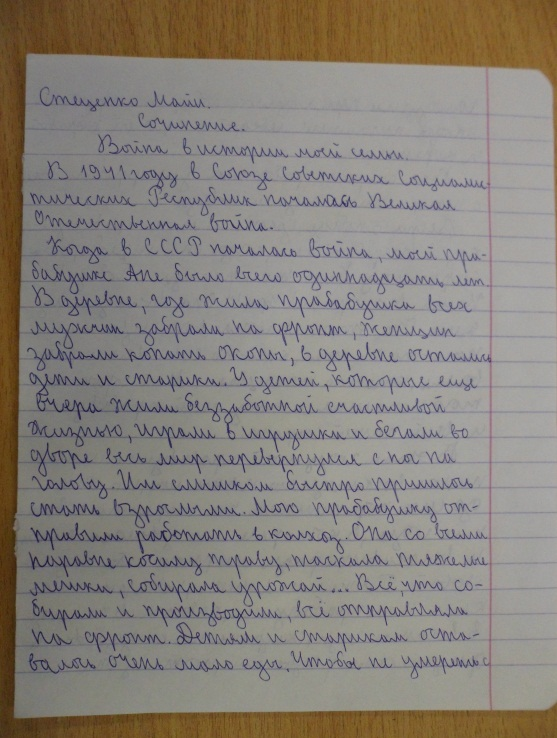 Стеценко Майи.
Сочинение.
Война в истории моей семьи.
В 1941 году в Союзе Советских Социалис-
тических Республик началась Великая
Отечественная война.
Когда в СССР началась война, моей пра-
бабушке Ане было всего одиннадцать лет.
В деревне, где жила прабабушка всех
мужчин забрали на фронт, женщин
забрали копать окопы, в деревне остались
дети и старики. У детей, которые еще
вчера жили беззаботной счастливой
жизнью, играли в игрушки и бегали во
дворе весь мир перевернулся с ног на
голову. Им слишком быстро пришлось
стать взрослыми. Мою прабабушку от-
правили работать в колхоз. Она со всеми
наравне косила траву, таскала тяжелые
мешки, собирала урожай... Всё, что со-
бирали и производили, всё отправляла
на фронт. Детям и старикам оста-
валось очень мало еды. Чтобы не умереть с